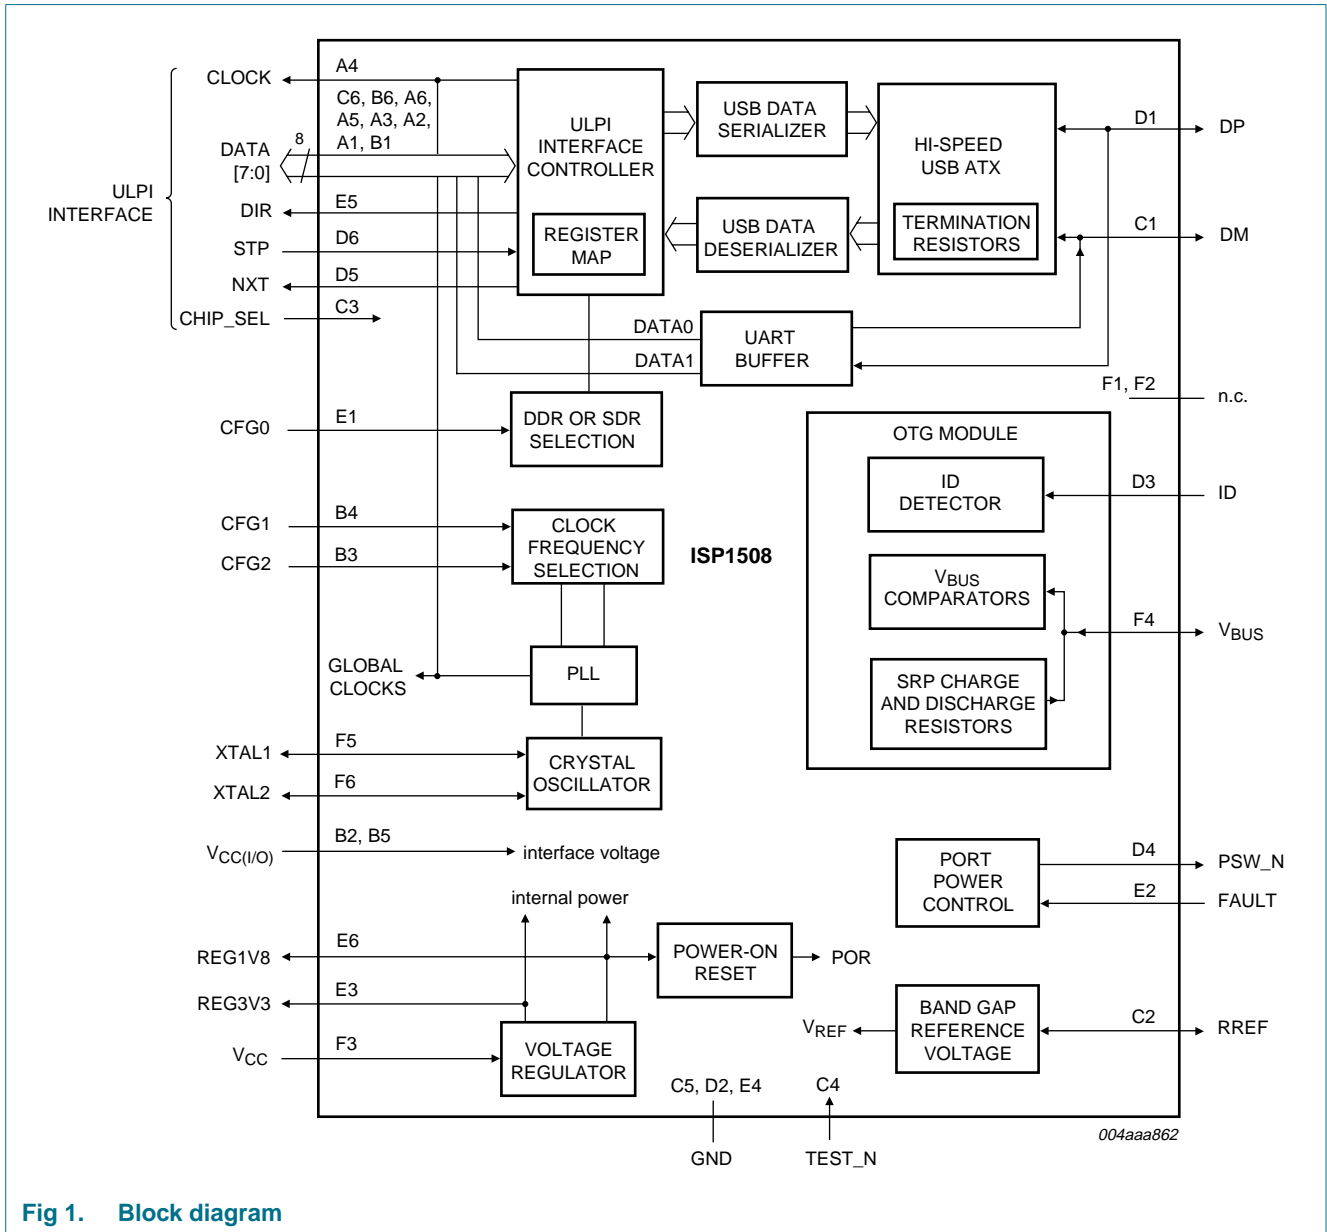 CLOCK
A4
C6, B6, A6,
A5, A3, A2,
A1, B1
8
DATA
[7:0]
ULPI
INTERFACE
DIR
E5
STP
D6
NXT
D5
CHIP_SEL
C3
ULPI
INTERFACE
CONTROLLER
REGISTER
MAP
USB DATA
SERIALIZER
USB DATA
DESERIALIZER
HI-SPEED
USB ATX
TERMINATION
RESISTORS
D1
DP
C1
DM
DATA0
DATA1
UART
BUFFER
F1, F2
n.c.
CFG0
E1
DDR OR SDR
SELECTION
OTG MODULE
ID
DETECTOR
D3
ID
CFG1
B4
CFG2
B3
CLOCK
FREQUENCY
SELECTION
ISP1508
VBUS
COMPARATORS
F4
VBUS
SRP CHARGE
AND DISCHARGE
RESISTORS
GLOBAL
CLOCKS
PLL
XTAL1
F5
XTAL2
F6
CRYSTAL
OSCILLATOR
VCC(I/O)
B2, B5
interface voltage
PORT
POWER
CONTROL
D4
PSW_N
E2
FAULT
internal power
REG1V8
E6
POWER-ON
RESET
POR
REG3V3
E3
VCC
F3
VOLTAGE
REGULATOR
VREF
BAND GAP
REFERENCE
VOLTAGE
C2
RREF
C5, D2, E4
C4
GND
TEST_N
004aaa862
Fig 1. Block diagram